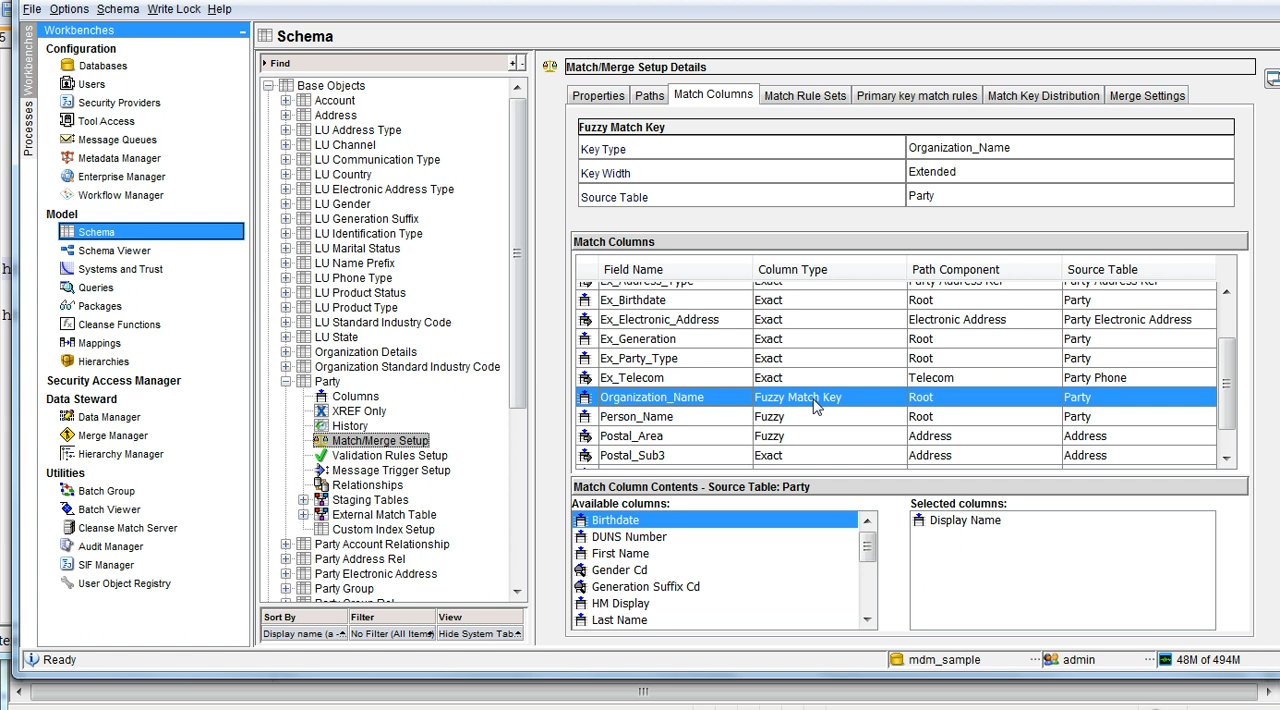 File Options Schema Write Lock Help
Workbenches
Processes
Workbenches
Configuration
Databases
Users
Security Providers
Tool Access
Message Queues
Metadata Manager
Enterprise Manager
Workflow Manager
Model
Schema
Schema Viewer
Systems and Trust
Queries
Packages
Cleanse Functions
Mappings
Hierarchies
Security Access Manager
Data Steward
Data Manager
Merge Manager
Hierarchy Manager
Utilities
Batch Group
Batch Viewer
Cleanse Match Server
Audit Manager
SIF Manager
User Object Registry
Schema
Find
+ -
Base Objects
Account
Address
LU Address Type
LU Channel
LU Communication Type
LU Country
LU Electronic Address Type
LU Gender
LU Generation Suffix
LU Identification Type
LU Marital Status
LU Name Prefix
LU Phone Type
LU Product Status
LU Product Type
LU Standard Industry Code
LU State
Organization Details
Organization Standard Industry Code
Party
Columns
XREF Only
History
Match/Merge Setup
Validation Rules Setup
Message Trigger Setup
Relationships
Staging Tables
External Match Table
Custom Index Setup
Party Account Relationship
Party Address Rel
Party Electronic Address
Party Group
Party Group Rel
Sort By Filter View
Display name (a - No Filter (All Items) Hide System Tab
Match/Merge Setup Details
Properties Paths Match Columns Match Rule Sets Primary key match rules Match Key Distribution Merge Settings
Fuzzy Match Key
Key Type Organization_Name
Key Width Extended
Source Table Party
Match Columns
Field Name Column Type Path Component Source Table
Ex_Address_Type Exact Party Address Rel Party Address Rel
Ex_Birthdate Exact Root Party
Ex_Electronic_Address Exact Electronic Address Party Electronic Address
Ex_Generation Exact Root Party
Ex_Party_Type Exact Root Party
Ex_Telecom Exact Telecom Party Phone
Organization_Name Fuzzy Match Key Root Party
Person_Name Fuzzy Root Party
Postal_Area Fuzzy Address Address
Postal_Sub3 Exact Address Address
Match Column Contents - Source Table: Party
Available columns: Selected columns:
Birthdate Display Name
DUNS Number
First Name
Gender Cd
Generation Suffix Cd
HM Display
Last Name
Ready mdm_sample ... admin ... 48M of 494M